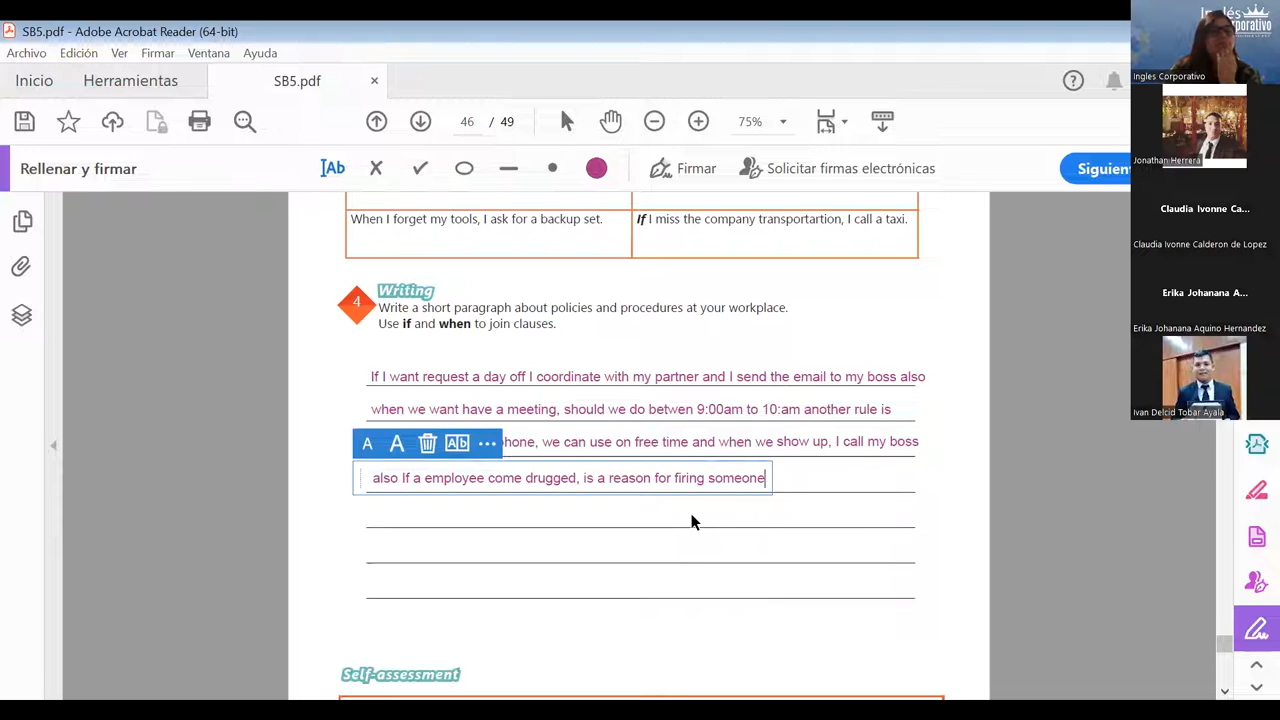 SB5.pdf - Adobe Acrobat Reader (64-bit)
Archivo Edición Ver Firmar Ventana Ayuda
Inicio Herramientas SB5.pdf ×
46 / 49 75%
Rellenar y firmar Ab Firmar Solicitar firmas electrónicas Siguien
When I forget my tools, I ask for a backup set.
If I miss the company transportartion, I call a taxi.
4 Writing
Write a short paragraph about policies and procedures at your workplace.
Use if and when to join clauses.
If I want request a day off I coordinate with my partner and I send the email to my boss also
when we want have a meeting, should we do betwen 9:00am to 10:am another rule is
A A Ab phone, we can use on free time and when we show up, I call my boss
also If a employee come drugged, is a reason for firing someone
Self-assessment
Inglés
Corporativo
Ingles Corporativo
Jonathan Herrera
Claudia Ivonne Ca...
Claudia Ivonne Calderon de Lopez
Erika Johanana A...
Erika Johanana Aquino Hernandez
Ivan Delcid Tobar Ayala